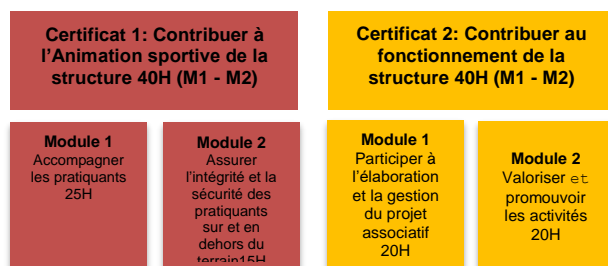 Certificat 1: Contribuer à
l'Animation sportive de la
structure 40H (M1 - M2)
Certificat 2: Contribuer au
fonctionnement de la
structure 40H (M1 - M2)
Module 1
Accompagner
les pratiquants
25H
Module 2
Assurer
l'intégrité et la
sécurité des
pratiquants
sur et en
dehors du
terrain15H
Module 1
Participer à
l'élaboration
et la gestion
du projet
associatif
20H
Module 2
Valoriser et
promouvoir
les activités
20H